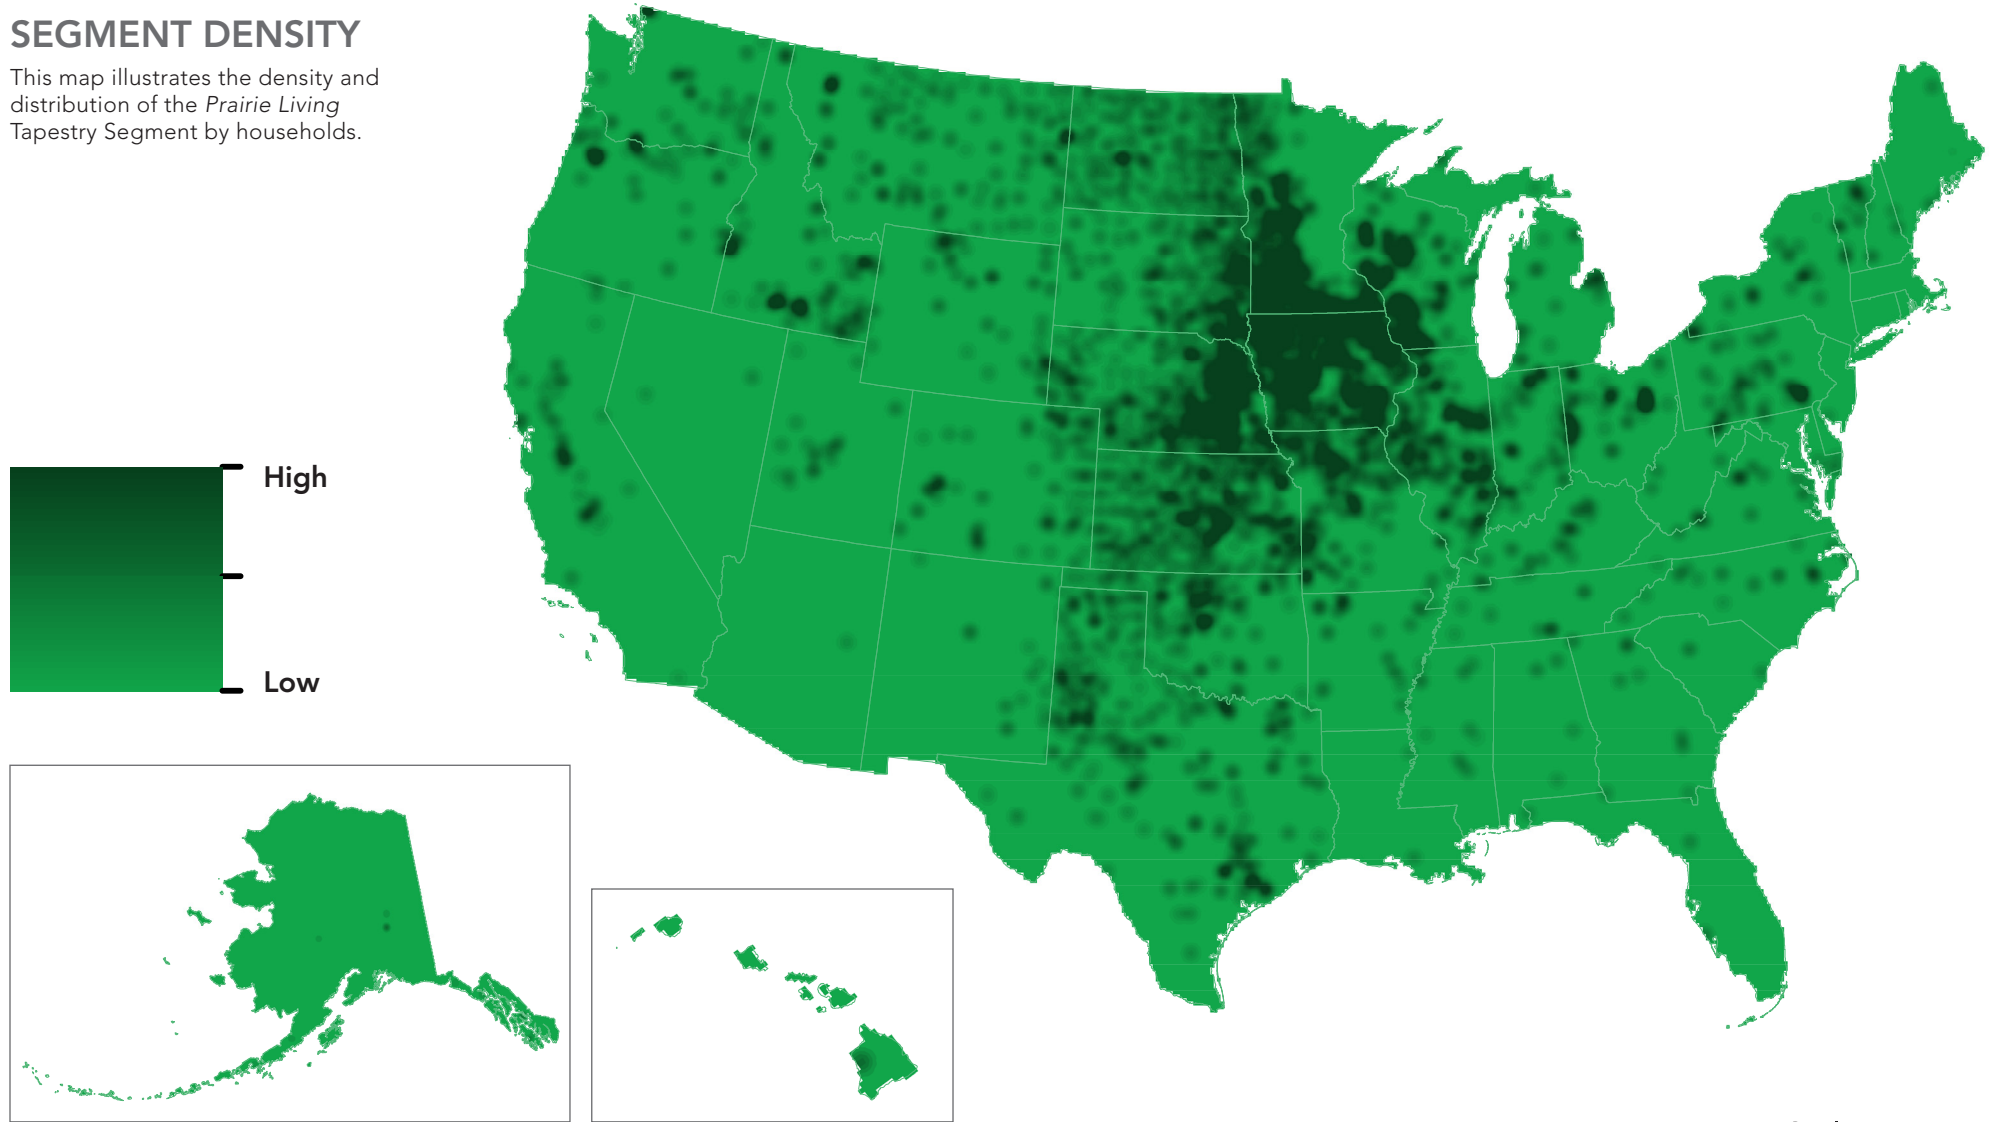 SEGMENT DENSITY
This map illustrates the density and
distribution of the Prairie Living
Tapestry Segment by households.
High
Low